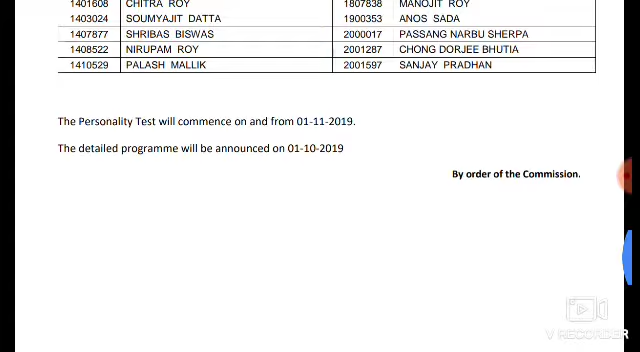 1401608 CHITRA ROY 1807838 MANOJIT ROY
1403024 SOUMYAJIT DATTA 1900353 ANOS SADA
1407877 SHRIBAS BISWAS 2000017 PASSANG NARBU SHERPA
1408522 NIRUPAM ROY 2001287 CHONG DORJEE BHUTIA
1410529 PALASH MALLIK 2001597 SANJAY PRADHAN
The Personality Test will commence on and from 01-11-2019.
The detailed programme will be announced on 01-10-2019
By order of the Commission.
V RECORDER